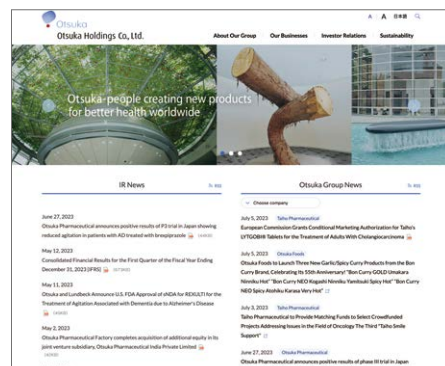 Otsuka
Otsuka Holdings Co., Ltd.
A A 日本語
About Our Group Our Businesses Investor Relations Sustainability
Otsuka-people creating new products
for better health worldwide
IR News
RSS
June 27, 2023
Otsuka Pharmaceutical announces positive results of P3 trial in Japan showing
reduced agitation in patients with AD treated with brexpiprazole
May 12, 2023
Consolidated Financial Results for the First Quarter of the Fiscal Year Ending
December 31, 2023 [IFRS]
May 11, 2023
Otsuka and Lundbeck Announce U.S. FDA Approval of sNDA for REXULTI for the
Treatment of Agitation Associated with Dementia due to Alzheimer's Disease
May 2, 2023
Otsuka Pharmaceutical Factory completes acquisition of additional equity in its
joint venture subsidiary, Otsuka Pharmaceutical India Private Limited
Otsuka Group News
RSS
Choose company
July 5, 2023 Taiho Pharmaceutical
European Commission Grants Conditional Marketing Authorization for Taiho's
LYTGOBI® Tablets for the Treatment of Adults With Cholangiocarcinoma
July 5, 2023 Otsuka Foods
Otsuka Foods to Launch Three New Garlic/Spicy Curry Products from the Bon
Curry Brand, Celebrating Its 55th Anniversary! "Bon Curry GOLD Umakara
Ninniku Hot" "Bon Curry NEO Kogashi Ninniku Yamitsuki Spicy Hot" "Bon Curry
NEO Spicy Atohiku Karasa Very Hot"
July 3, 2023 Taiho Pharmaceutical
Taiho Pharmaceutical to Provide Matching Funds to Select Crowdfunded
Projects Addressing Issues in the Field of Oncology The Third "Taiho Smile
Support"
June 27, 2023 Otsuka Pharmaceutical
Otsuka Pharmaceutical announces positive results of phase III trial in Japan